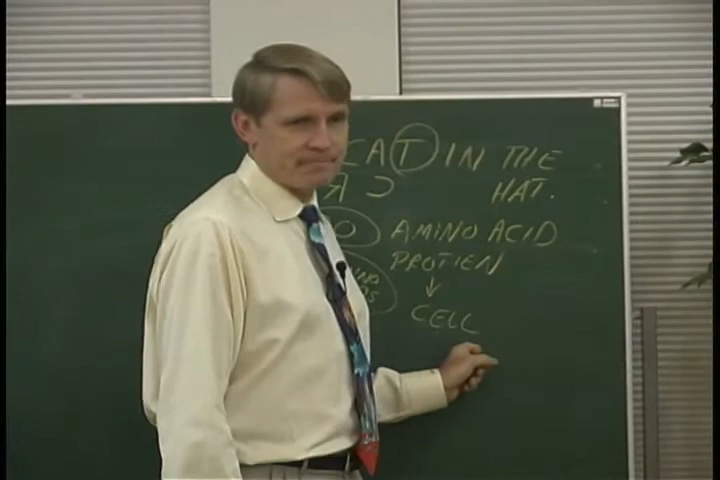 CAT IN THE
Я Ↄ HAT.
O AMINO ACID
PROTIEN
↓
CELL